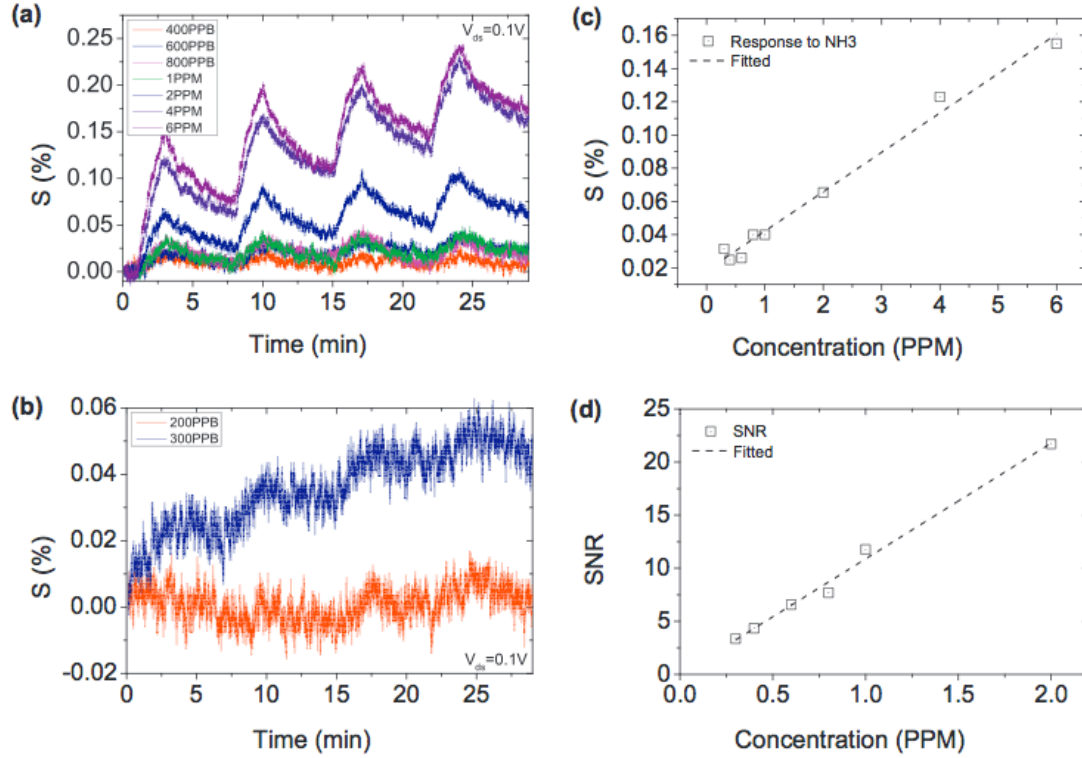 (a)
V_ds=0.1V
400PPB
600PPB
800PPB
1PPM
2PPM
4PPM
6PPM
0.25
0.20
0.15
0.10
0.05
0.00
S (%)
0 5 10 15 20 25
Time (min)
(c)
Response to NH3
Fitted
0.16
0.14
0.12
0.10
0.08
0.06
0.04
0.02
S (%)
0 1 2 3 4 5 6
Concentration (PPM)
(b)
200PPB
300PPB
0.06
0.04
0.02
0.00
-0.02
S (%)
V_ds=0.1V
0 5 10 15 20 25
Time (min)
(d)
SNR
Fitted
25
20
15
10
5
0
SNR
0.0 0.5 1.0 1.5 2.0
Concentration (PPM)